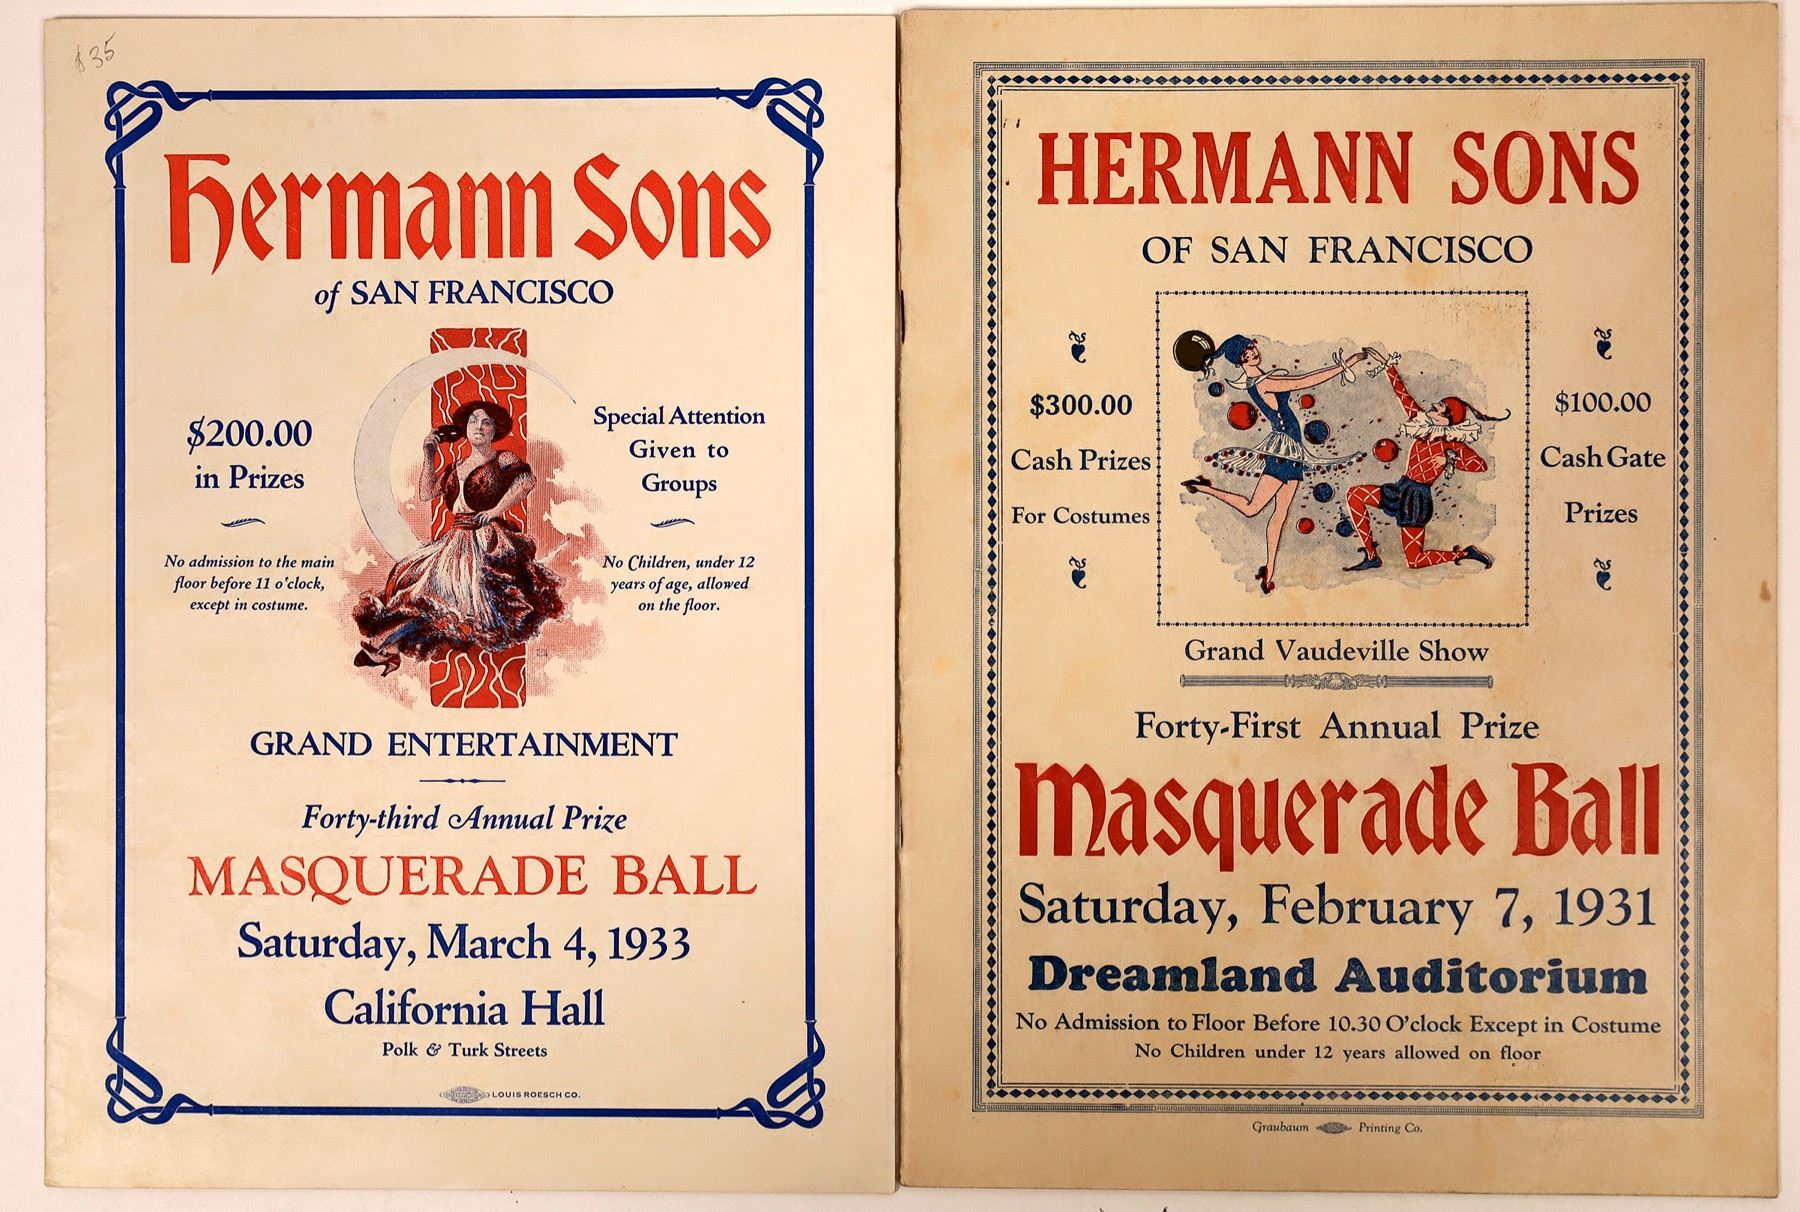 $35
Hermann Sons
of SAN FRANCISCO
$200.00
in Prizes
No admission to the main
floor before 11 o'clock,
except in costume.
Special Attention
Given to
Groups
No Children, under 12
years of age, allowed
on the floor.
GRAND ENTERTAINMENT
Forty-third Annual Prize
MASQUERADE BALL
Saturday, March 4, 1933
California Hall
Polk & Turk Streets
LOUIS ROESCH CO.
HERMANN SONS
OF SAN FRANCISCO
$300.00
Cash Prizes
For Costumes
$100.00
Cash Gate
Prizes
Grand Vaudeville Show
Forty-First Annual Prize
Masquerade Ball
Saturday, February 7, 1931
Dreamland Auditorium
No Admission to Floor Before 10.30 O'clock Except in Costume
No Children under 12 years allowed on floor
Graubaum Printing Co.